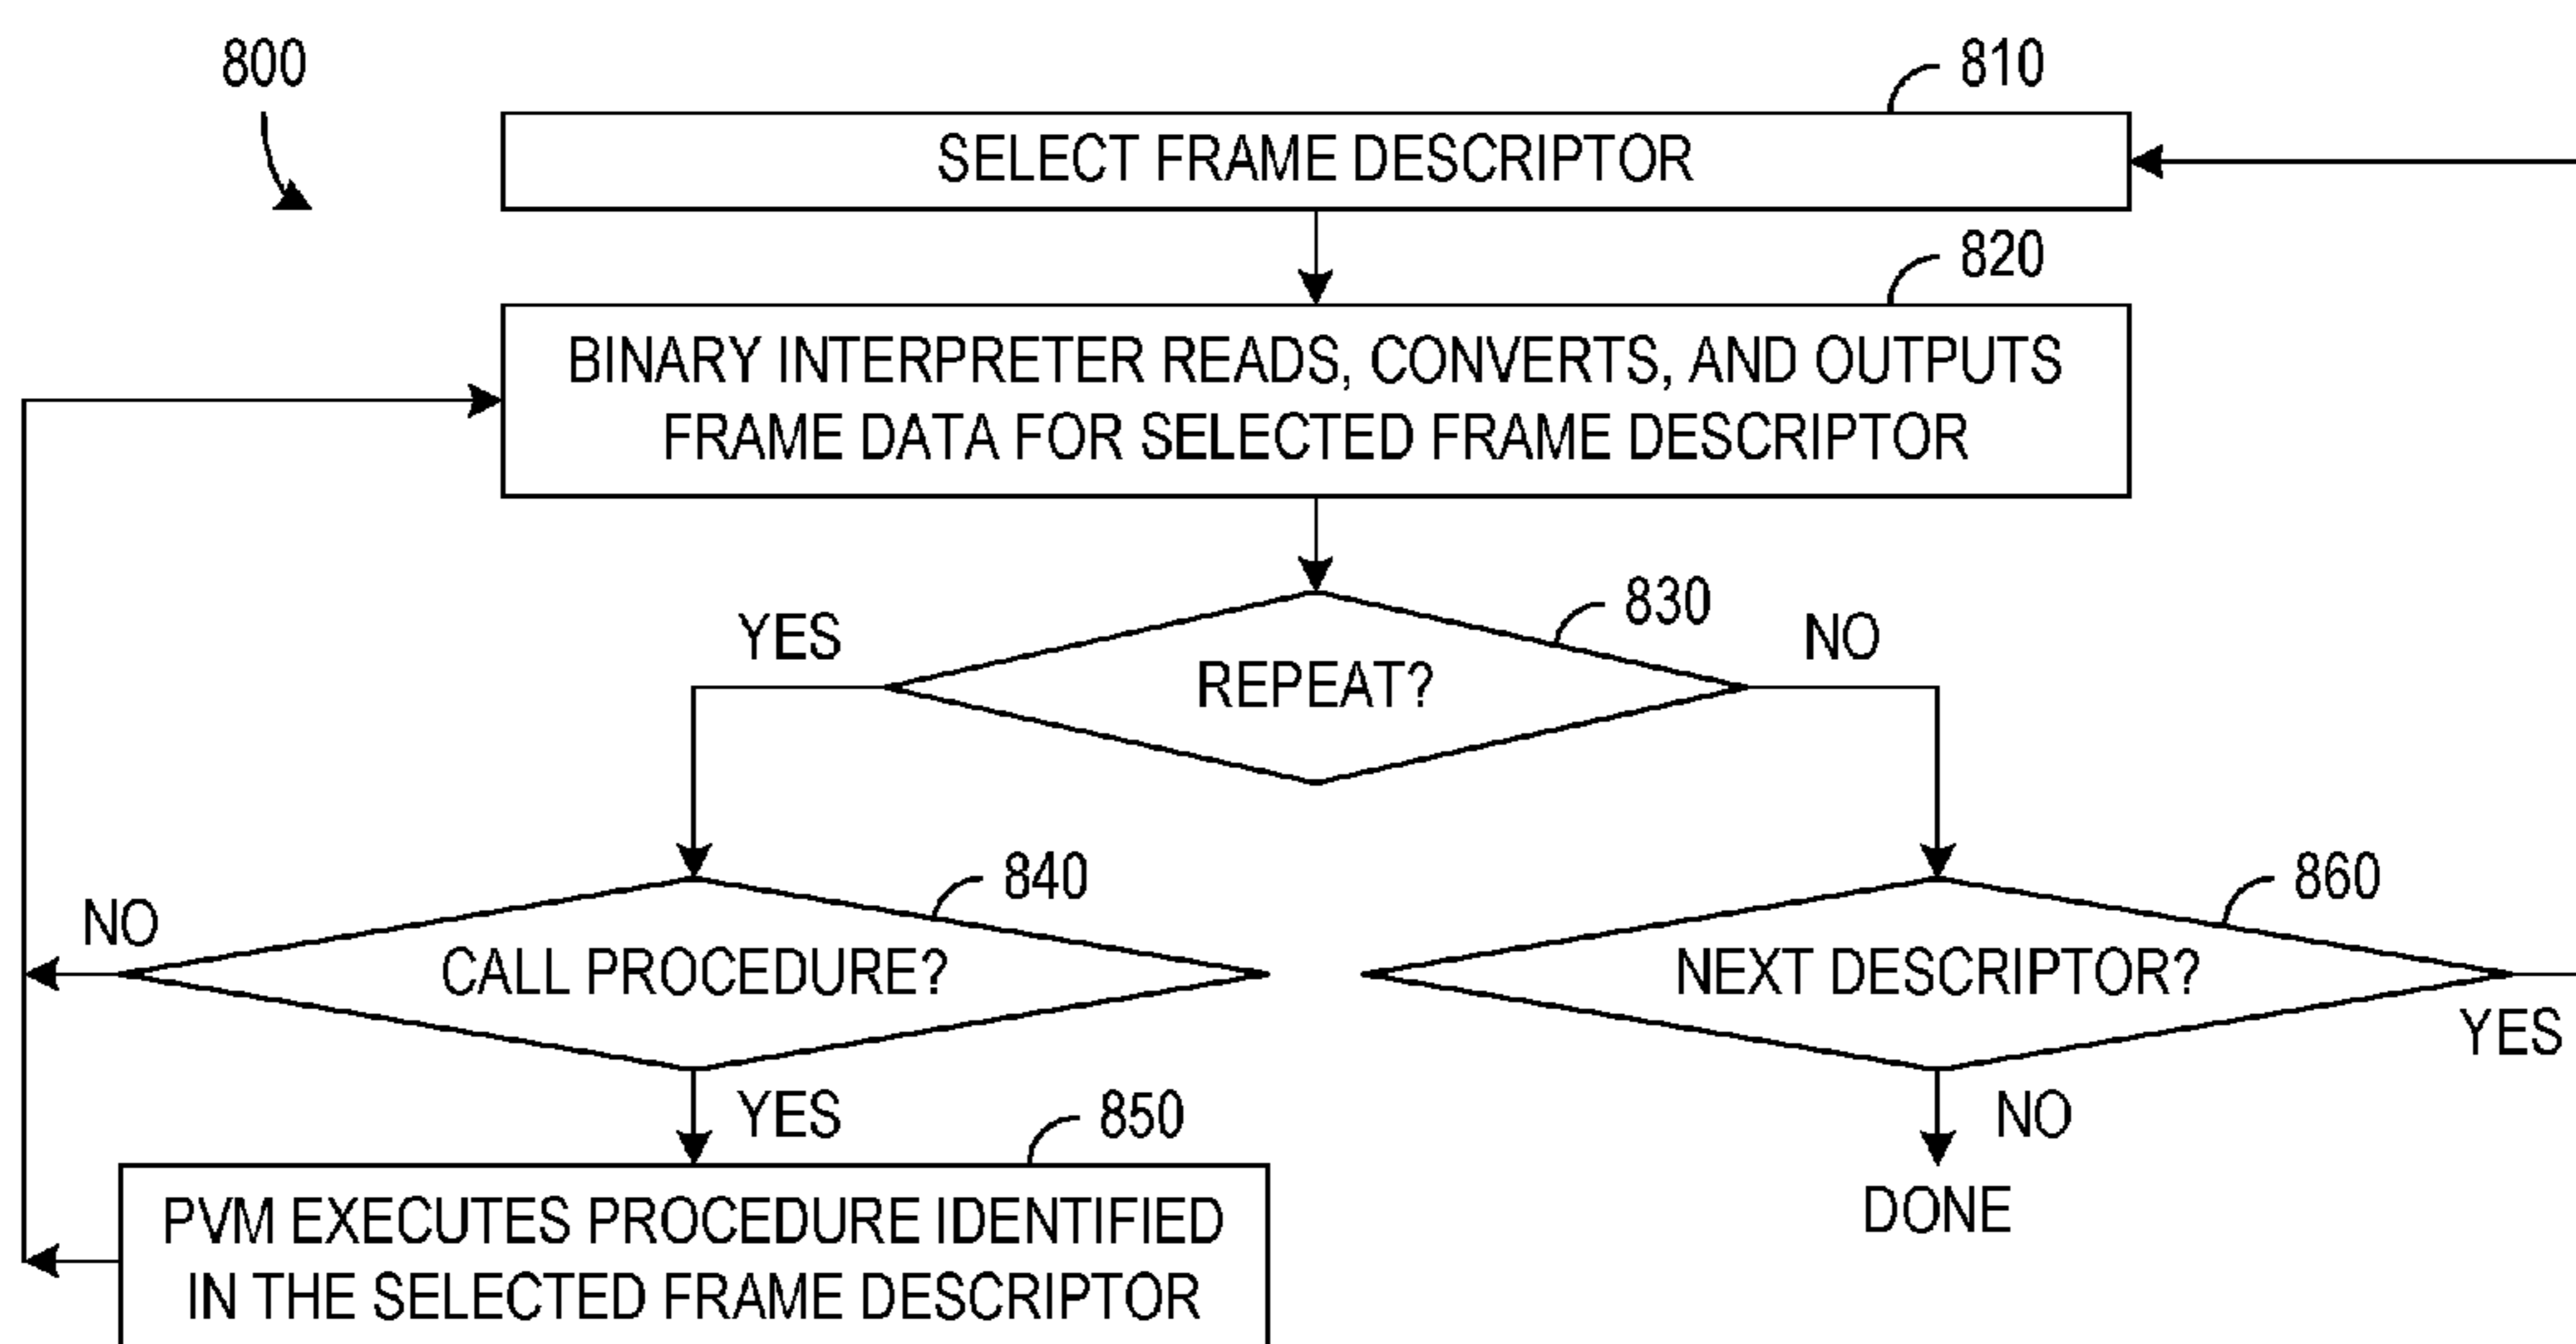 800
810
SELECT FRAME DESCRIPTOR
820
BINARY INTERPRETER READS, CONVERTS, AND OUTPUTS
FRAME DATA FOR SELECTED FRAME DESCRIPTOR
830
YES
NO
REPEAT?
840
860
NO
CALL PROCEDURE?
NEXT DESCRIPTOR?
YES
YES
850
NO
PVM EXECUTES PROCEDURE IDENTIFIED
IN THE SELECTED FRAME DESCRIPTOR
DONE